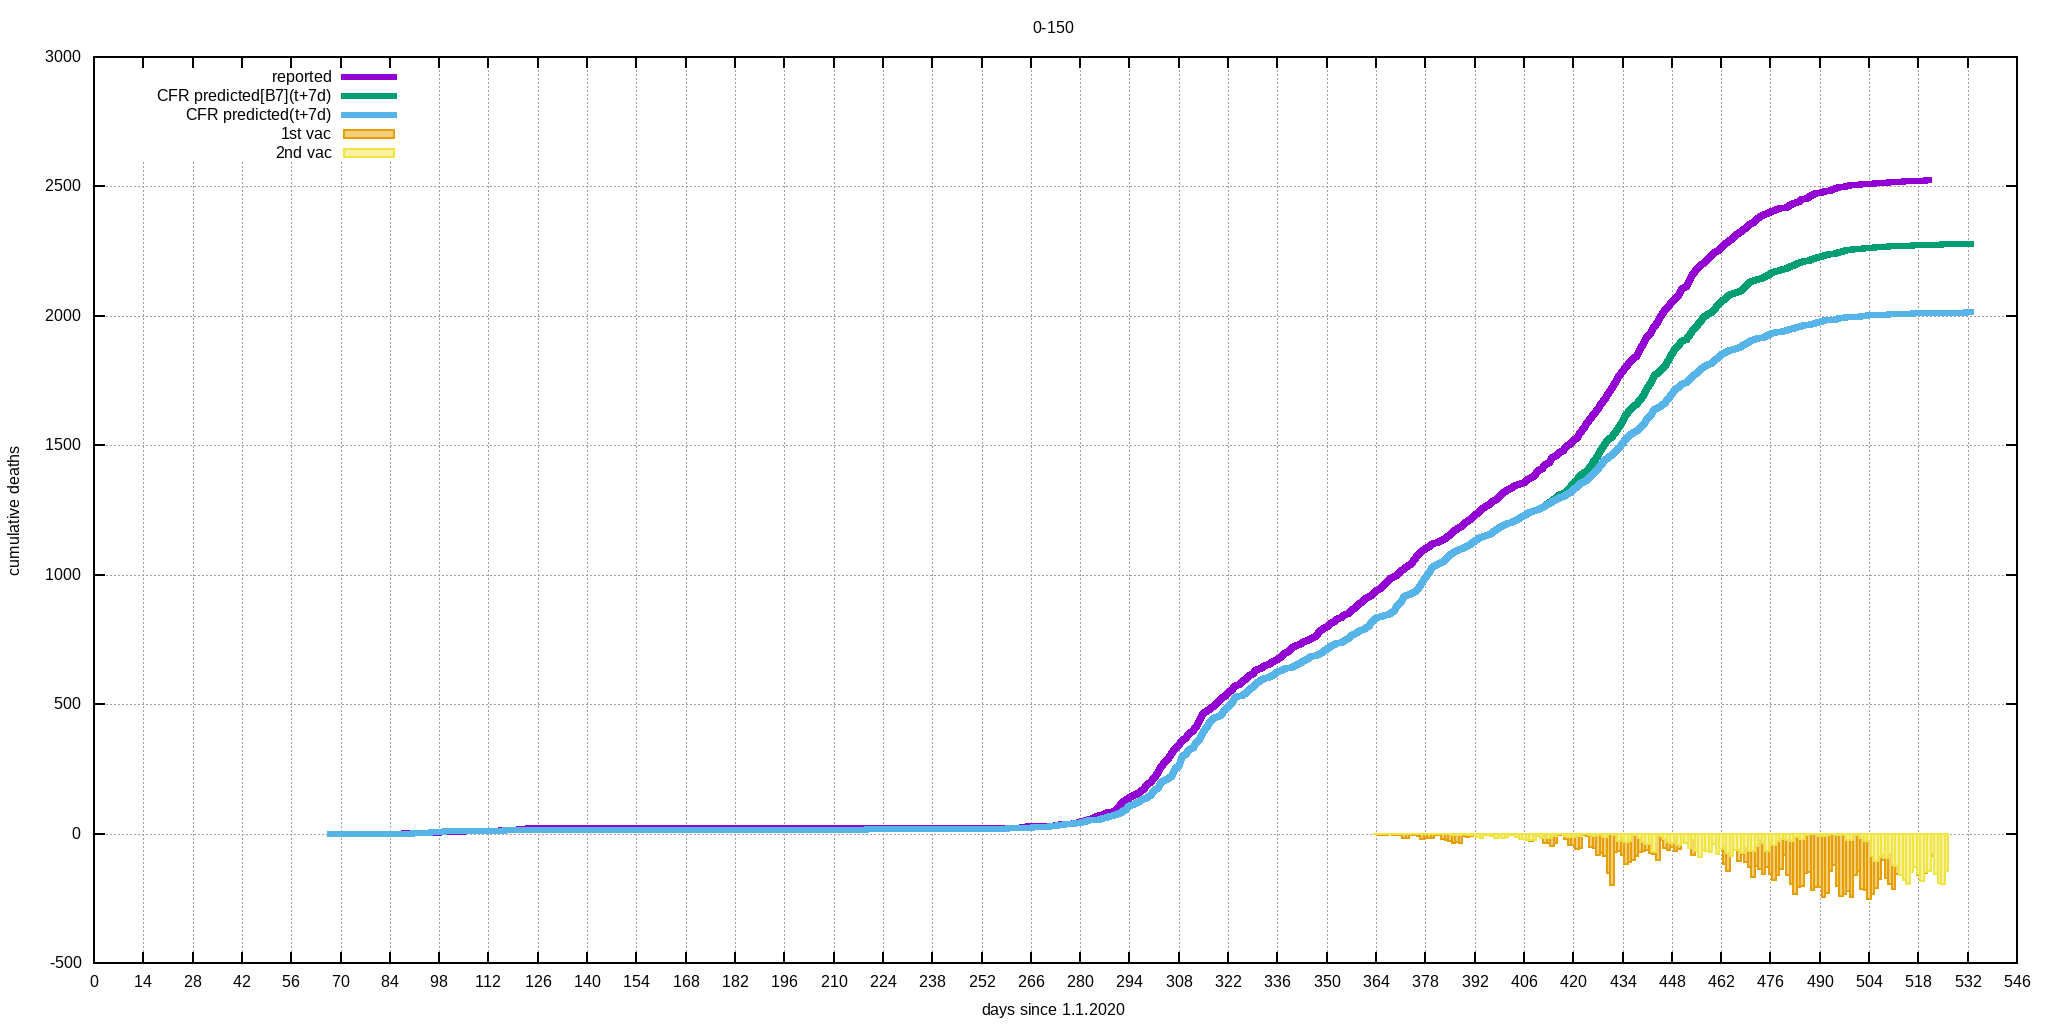 0-150
3000
2500
2000
1500
1000
500
0
-500
cumulative deaths
reported
CFR predicted[B7](t+7d)
CFR predicted(t+7d)
1st vac
2nd vac
0 14 28 42 56 70 84 98 112 126 140 154 168 182 196 210 224 238 252 266 280 294 308 322 336 350 364 378 392 406 420 434 448 462 476 490 504 518 532 546
days since 1.1.2020